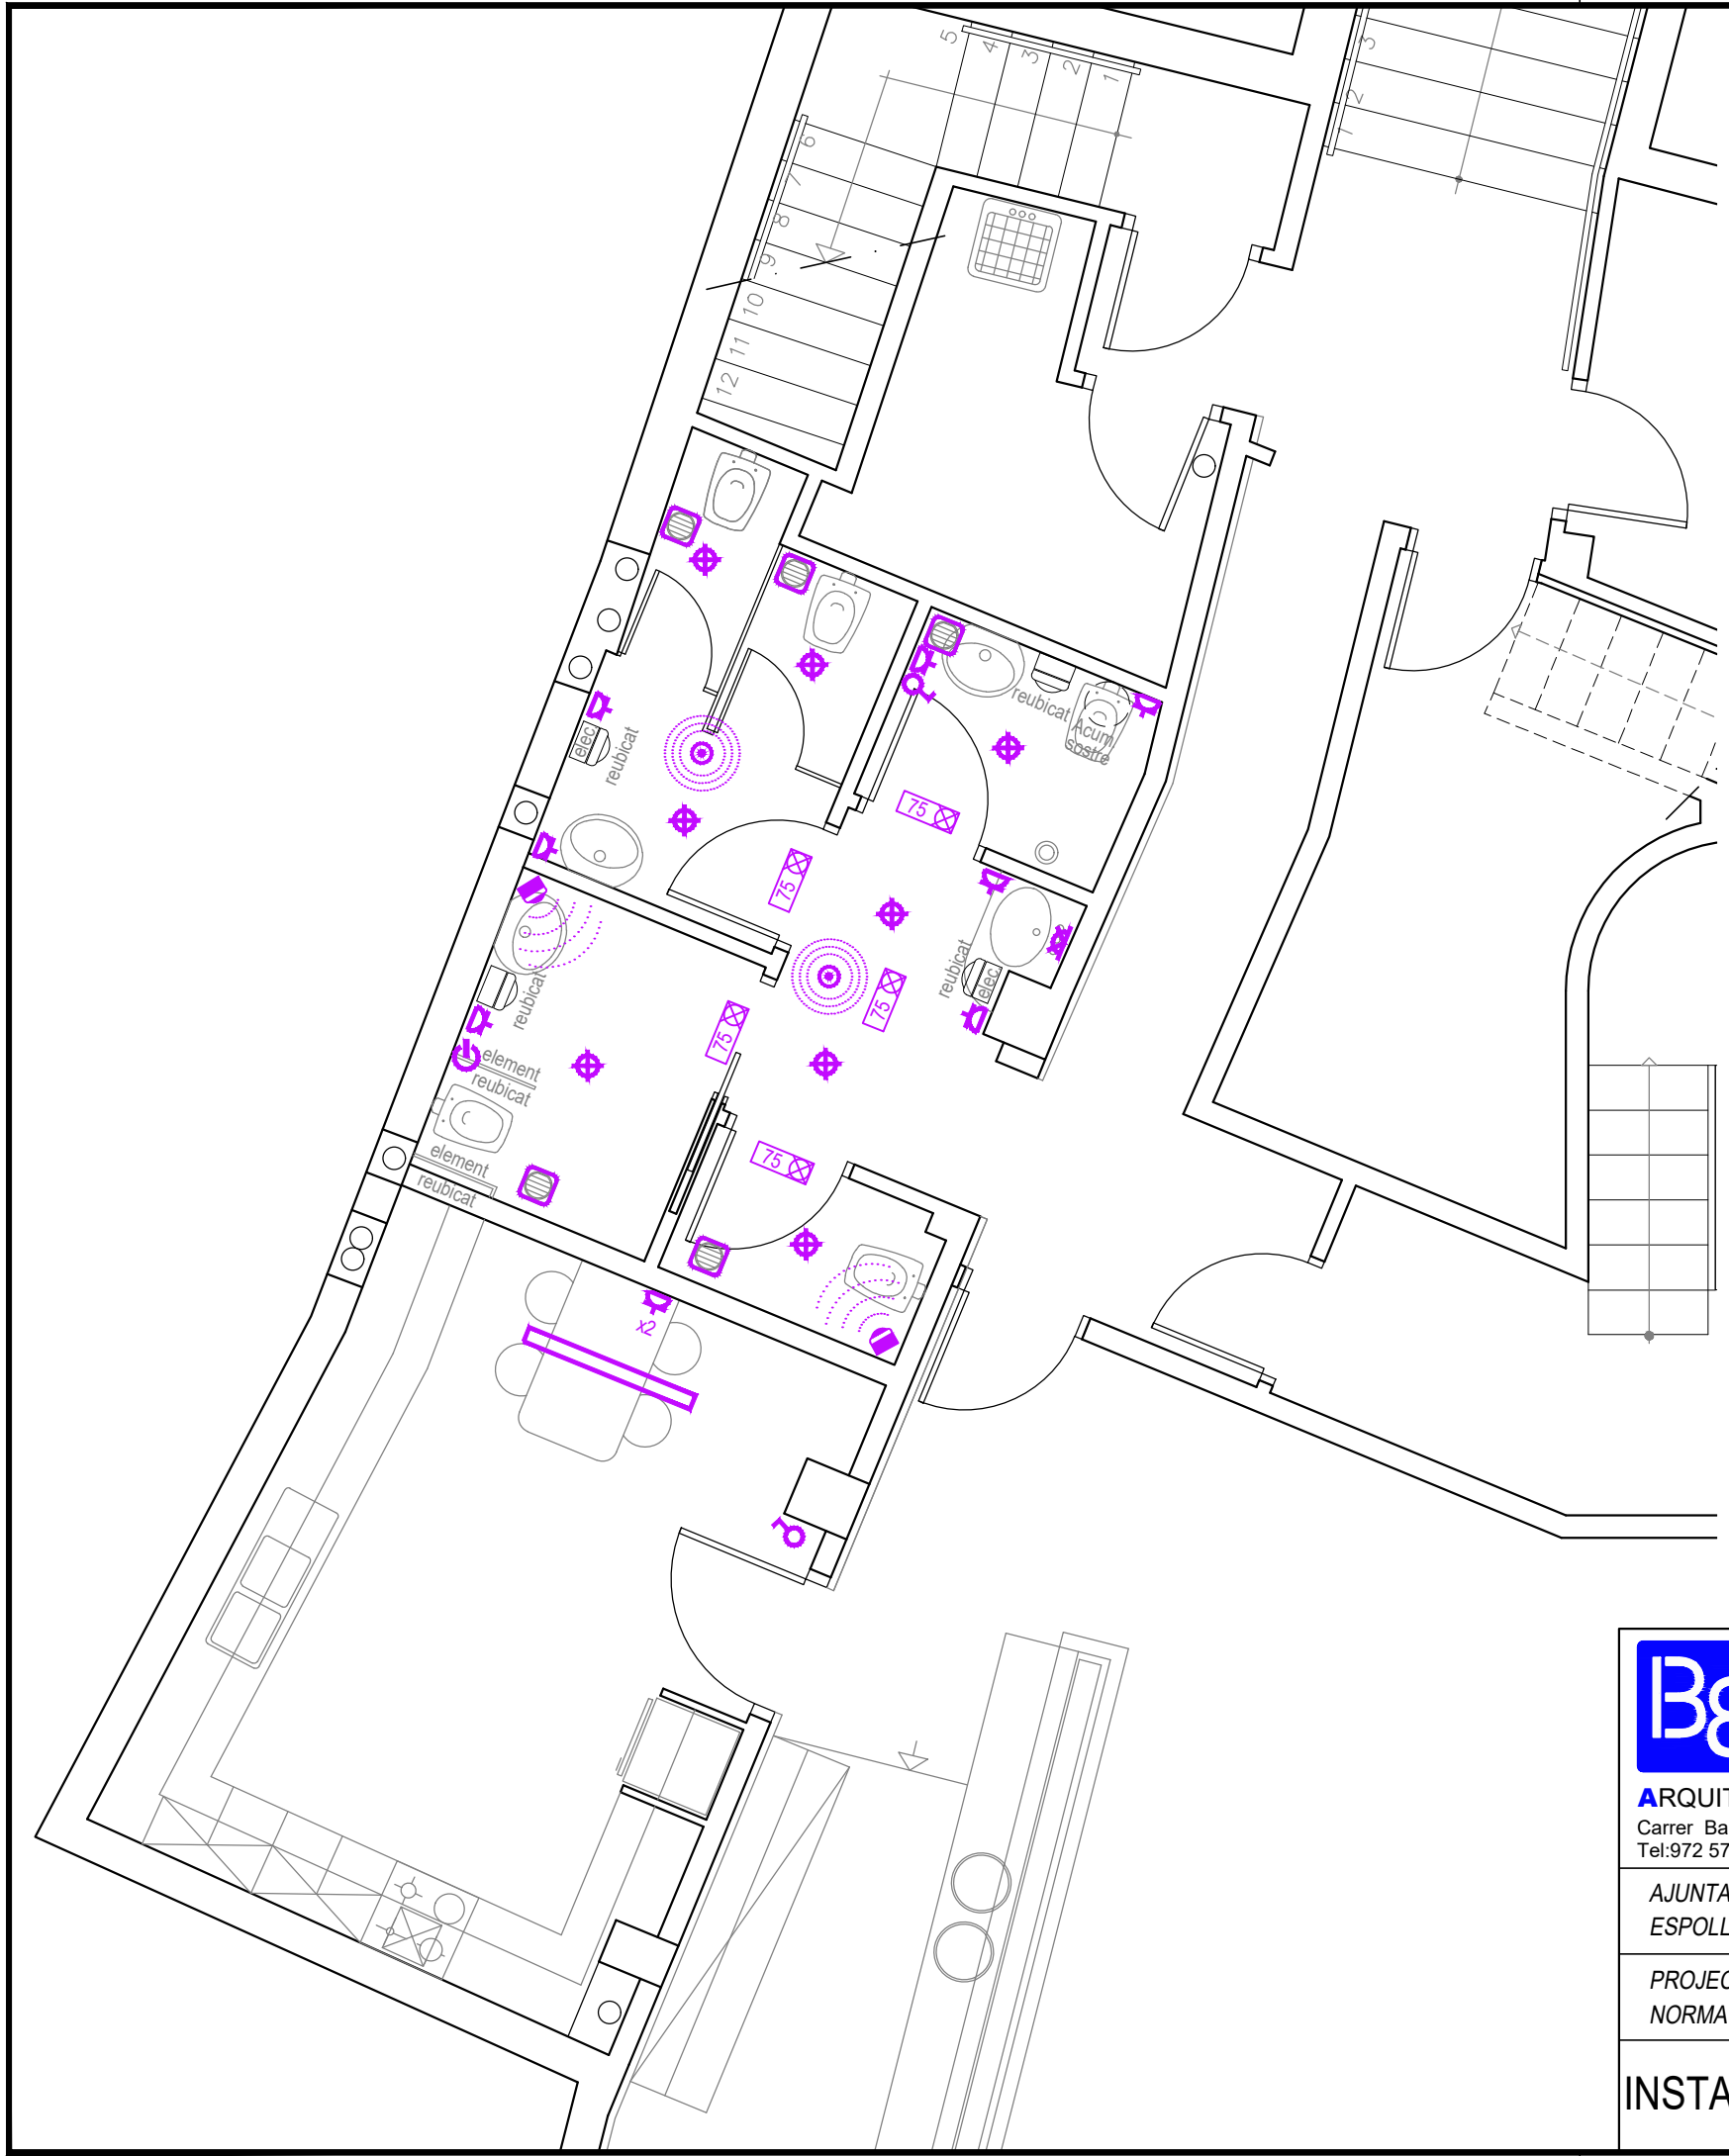 5
4
3
2
1
3
2
1
6
7
8
9
10
11
12
reubicat
Acum
sostre
elec.
reubicat
75
75
reubicat
elec.
reubicat
75
75
element
reubicat
75
element
reubicat
x2
B
ARQUIT
Carrer Ba
Tel:972 57
AJUNTA
ESPOLL
PROJEC
NORMA
INSTA